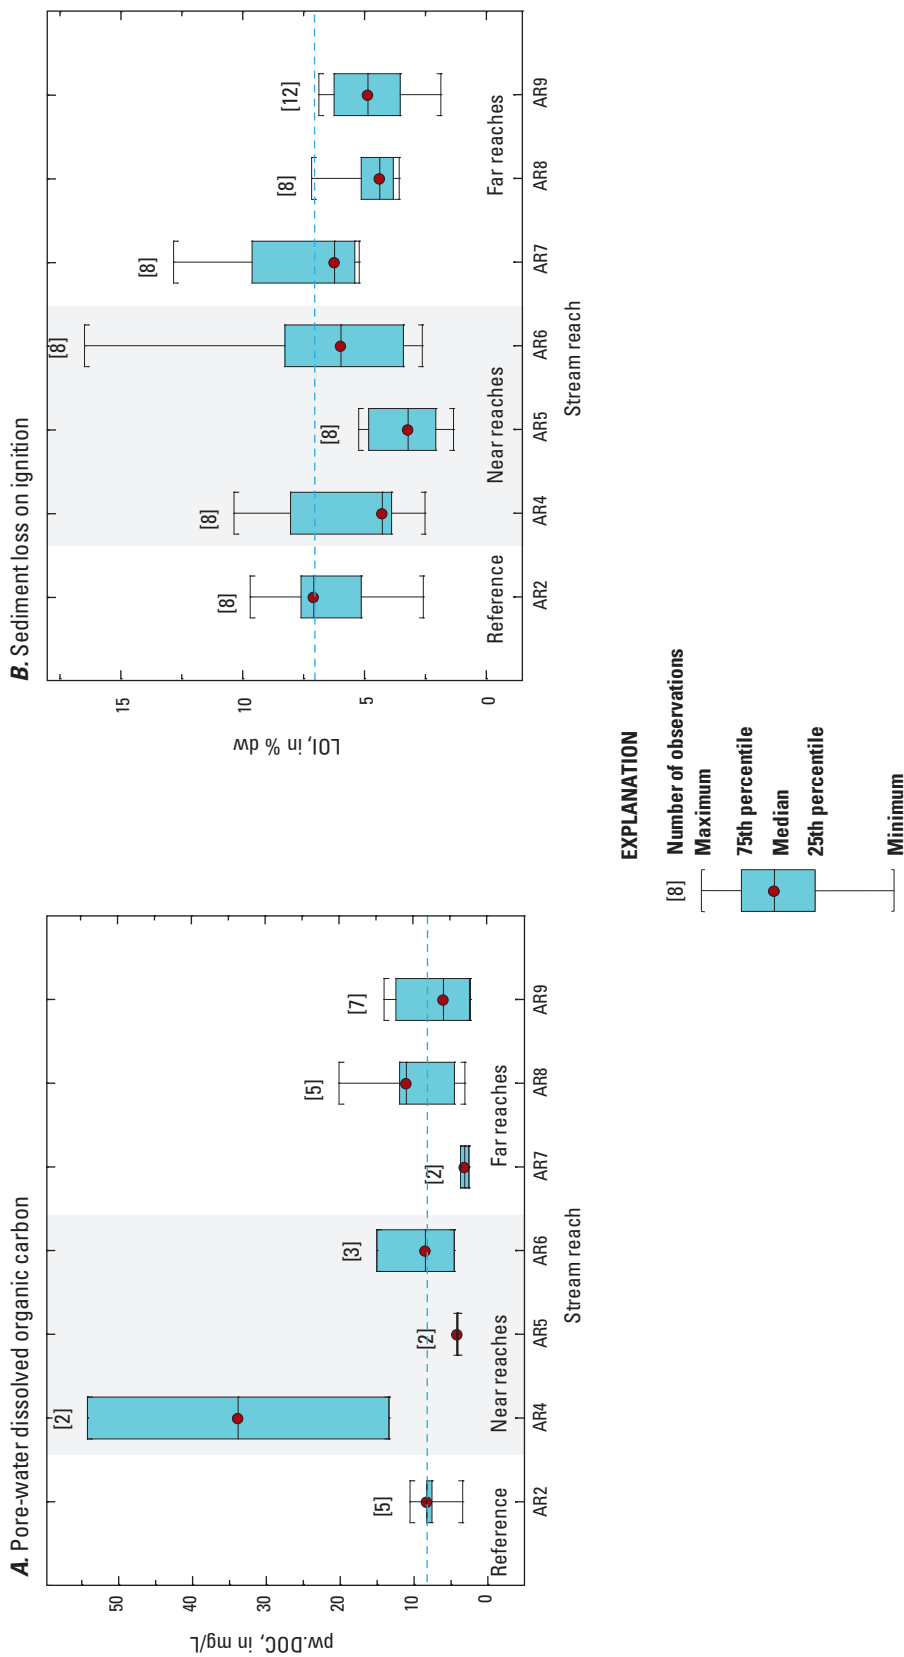 A. Pore-water dissolved organic carbon
pw.DOC, in mg/L
50
40
30
20
10
0
[5]
[2]
[2]
[3]
[2]
[5]
[7]
Reference
Near reaches
Far reaches
AR2
AR4
AR5
AR6
AR7
AR8
AR9
Stream reach
B. Sediment loss on ignition
LOI, in % dw
15
10
5
0
[8]
[8]
[8]
[8]
[8]
[8]
[12]
Reference
Near reaches
Far reaches
AR2
AR4
AR5
AR6
AR7
AR8
AR9
Stream reach
EXPLANATION
[8] Number of observations
Maximum
75th percentile
Median
25th percentile
Minimum